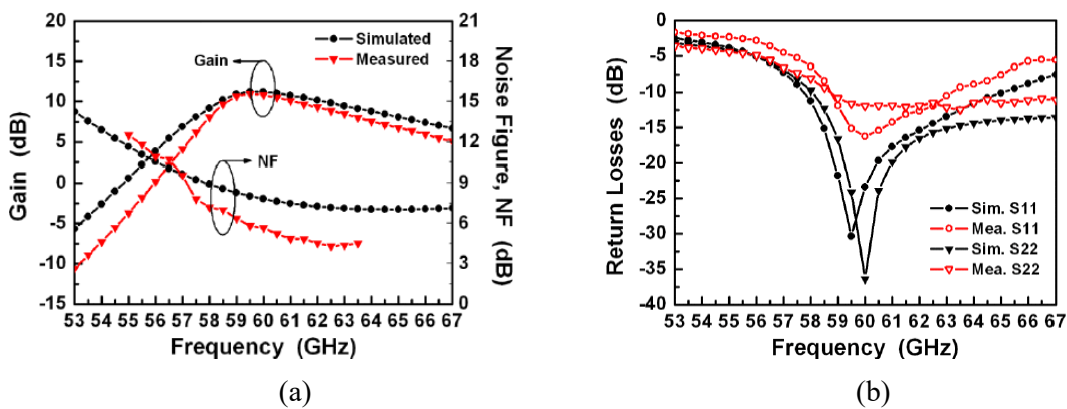 20
15
10
5
0
-5
-10
-15
Gain (dB)
Simulated
Measured
Gain
NF
21
18
15
12
9
6
3
0
Noise Figure, NF (dB)
53 54 55 56 57 58 59 60 61 62 63 64 65 66 67
Frequency (GHz)
(a)
0
-5
-10
-15
-20
-25
-30
-35
-40
Return Losses (dB)
Sim. S11
Mea. S11
Sim. S22
Mea. S22
53 54 55 56 57 58 59 60 61 62 63 64 65 66 67
Frequency (GHz)
(b)